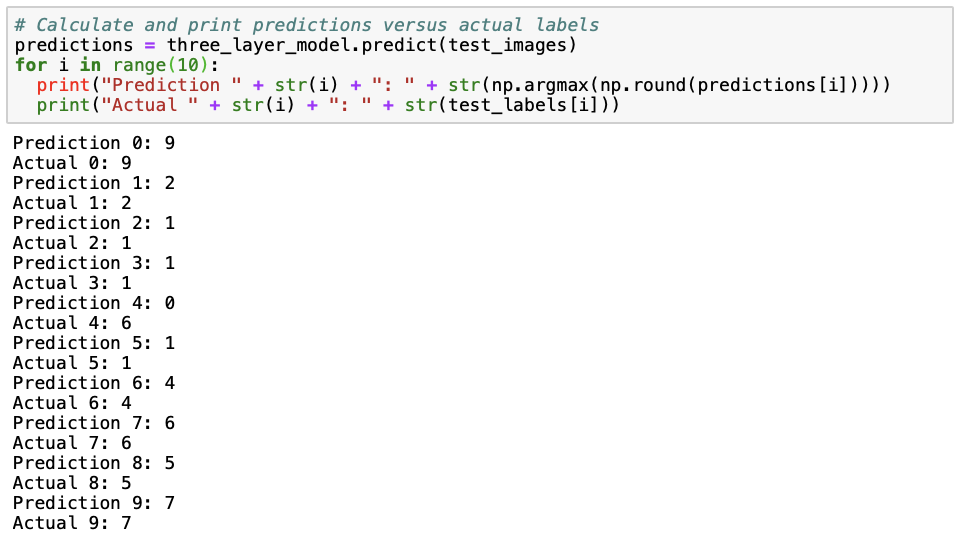 # Calculate and print predictions versus actual labels
predictions = three_layer_model.predict(test_images)
for i in range(10):
  print("Prediction " + str(i) + ": " + str(np.argmax(np.round(predictions[i]))))
  print("Actual " + str(i) + ": " + str(test_labels[i]))
Prediction 0: 9
Actual 0: 9
Prediction 1: 2
Actual 1: 2
Prediction 2: 1
Actual 2: 1
Prediction 3: 1
Actual 3: 1
Prediction 4: 0
Actual 4: 6
Prediction 5: 1
Actual 5: 1
Prediction 6: 4
Actual 6: 4
Prediction 7: 6
Actual 7: 6
Prediction 8: 5
Actual 8: 5
Prediction 9: 7
Actual 9: 7